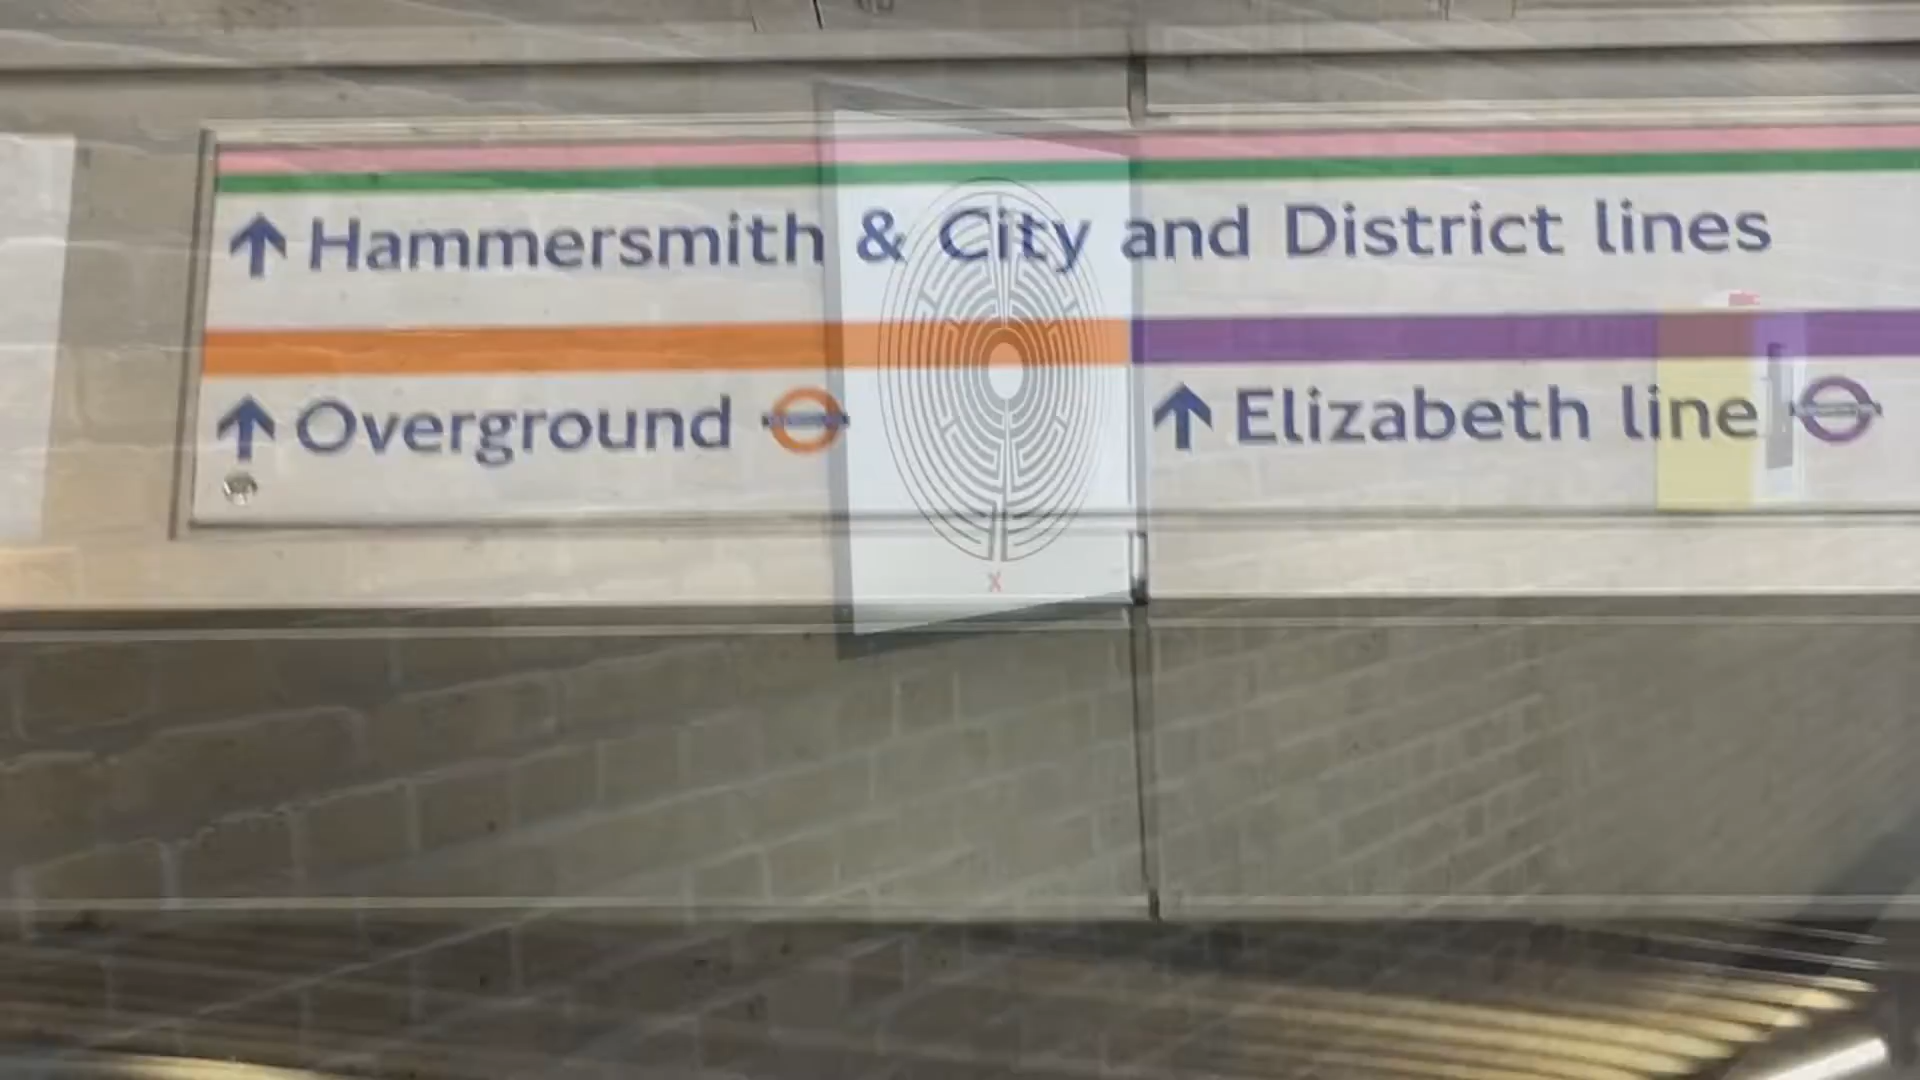 Hammersmith & City and District lines
Overground
Elizabeth line
X